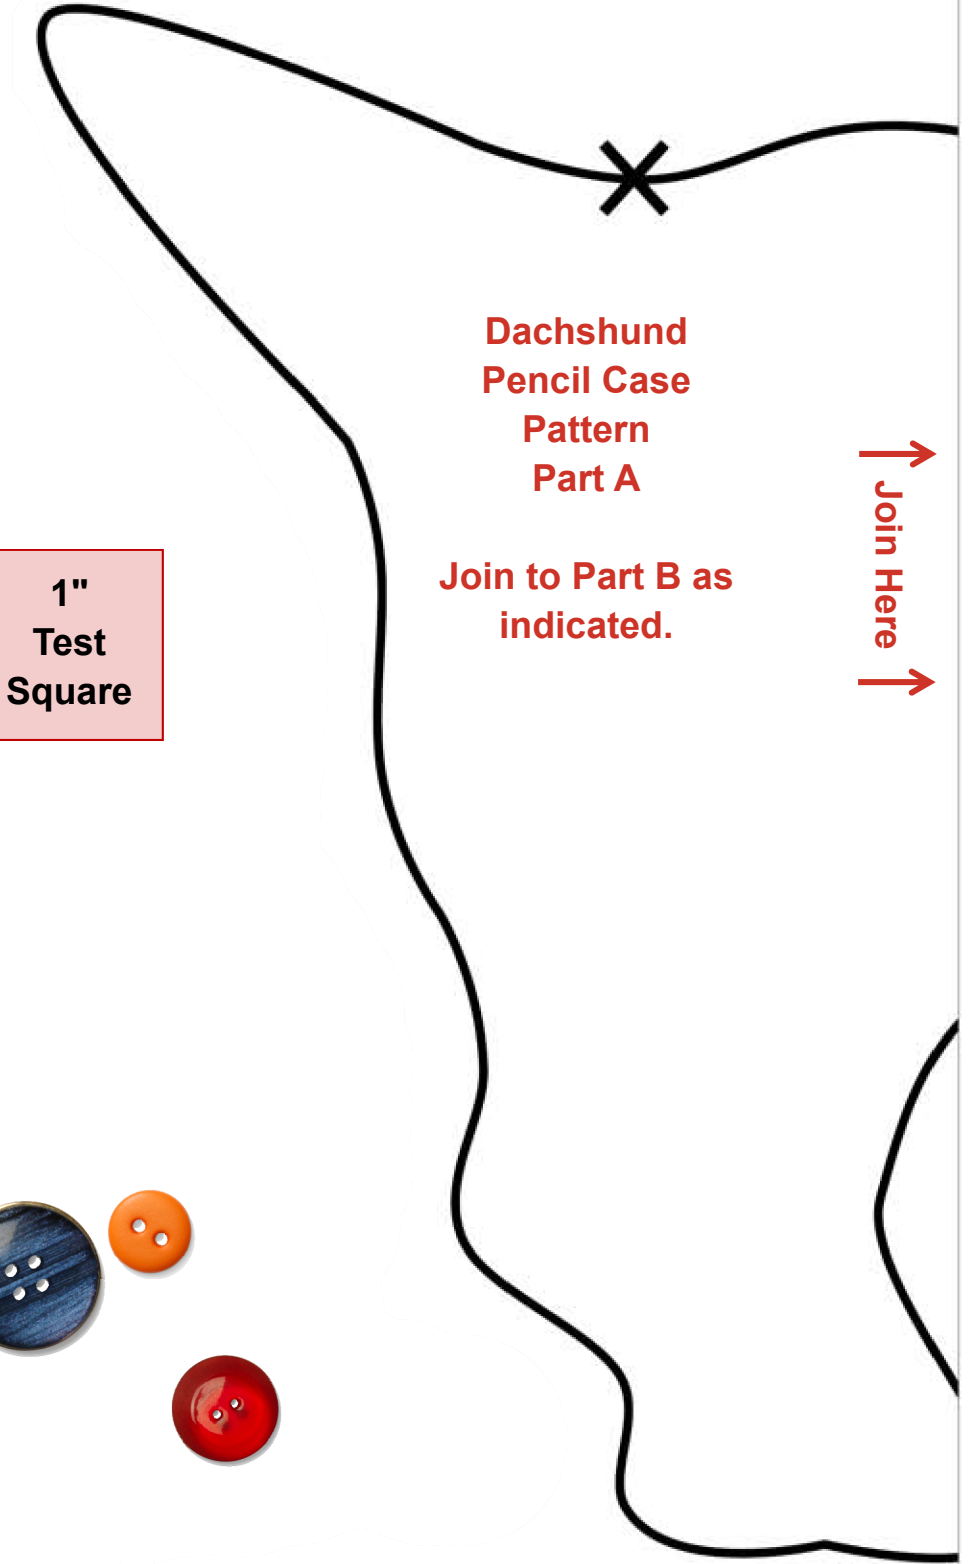 Dachshund
Pencil Case
Pattern
Part A
Join to Part B as
indicated.
Join Here
1"
Test
Square